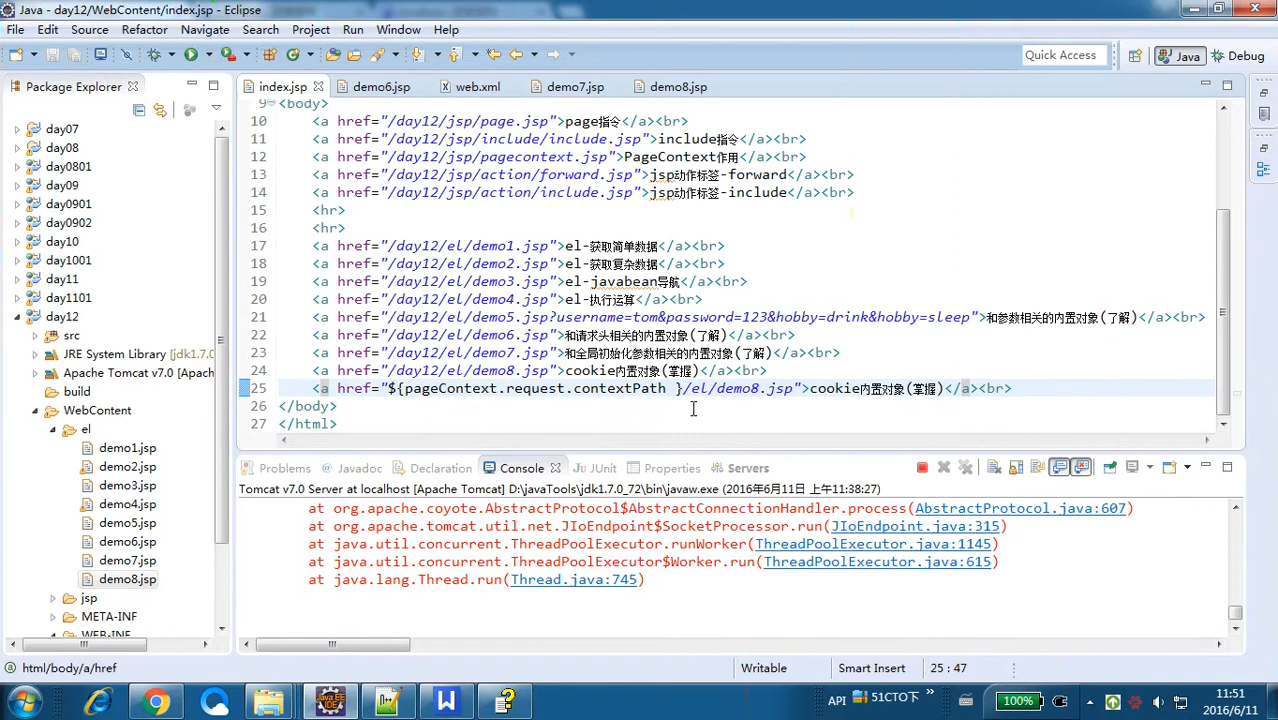 Java - day12/WebContent/index.jsp - Eclipse
File Edit Source Refactor Navigate Search Project Run Window Help
Quick Access Java Debug
Package Explorer
index.jsp demo6.jsp web.xml demo7.jsp demo8.jsp
day07
day08
day0801
day09
day0901
day0902
day10
day1001
day11
day1101
day12
src
JRE System Library [jdk1.7.0
Apache Tomcat v7.0 [Apache
build
WebContent
el
demo1.jsp
demo2.jsp
demo3.jsp
demo4.jsp
demo5.jsp
demo6.jsp
demo7.jsp
demo8.jsp
jsp
META-INF
WEB-INF
9 <body>
10 <a href="/day12/jsp/page.jsp">page指令</a><br>
11 <a href="/day12/jsp/include/include.jsp">include指令</a><br>
12 <a href="/day12/jsp/pagecontext.jsp">PageContext作用</a><br>
13 <a href="/day12/jsp/action/forward.jsp">jsp动作标签-forward</a><br>
14 <a href="/day12/jsp/action/include.jsp">jsp动作标签-include</a><br>
15 <hr>
16 <hr>
17 <a href="/day12/el/demo1.jsp">el-获取简单数据</a><br>
18 <a href="/day12/el/demo2.jsp">el-获取复杂数据</a><br>
19 <a href="/day12/el/demo3.jsp">el-javabean导航</a><br>
20 <a href="/day12/el/demo4.jsp">el-执行运算</a><br>
21 <a href="/day12/el/demo5.jsp?username=tom&password=123&hobby=drink&hobby=sleep">和参数相关的内置对象(了解)</a><br>
22 <a href="/day12/el/demo6.jsp">和请求头相关的内置对象(了解)</a><br>
23 <a href="/day12/el/demo7.jsp">和全局初始化参数相关的内置对象(了解)</a><br>
24 <a href="/day12/el/demo8.jsp">cookie内置对象(掌握)</a><br>
25 <a href="${pageContext.request.contextPath }/el/demo8.jsp">cookie内置对象(掌握)</a><br>
26 </body>
27 </html>
Problems Javadoc Declaration Console JUnit Properties Servers
Tomcat v7.0 Server at localhost [Apache Tomcat] D:\javaTools\jdk1.7.0_72\bin\javaw.exe (2016年6月11日 上午11:38:27)
at org.apache.coyote.AbstractProtocol$AbstractConnectionHandler.process(AbstractProtocol.java:607)
at org.apache.tomcat.util.net.JIoEndpoint$SocketProcessor.run(JIoEndpoint.java:315)
at java.util.concurrent.ThreadPoolExecutor.runWorker(ThreadPoolExecutor.java:1145)
at java.util.concurrent.ThreadPoolExecutor$Worker.run(ThreadPoolExecutor.java:615)
at java.lang.Thread.run(Thread.java:745)
html/body/a/href Writable Smart Insert 25 : 47
API 51CTO下 » 100% 11:51
2016/6/11